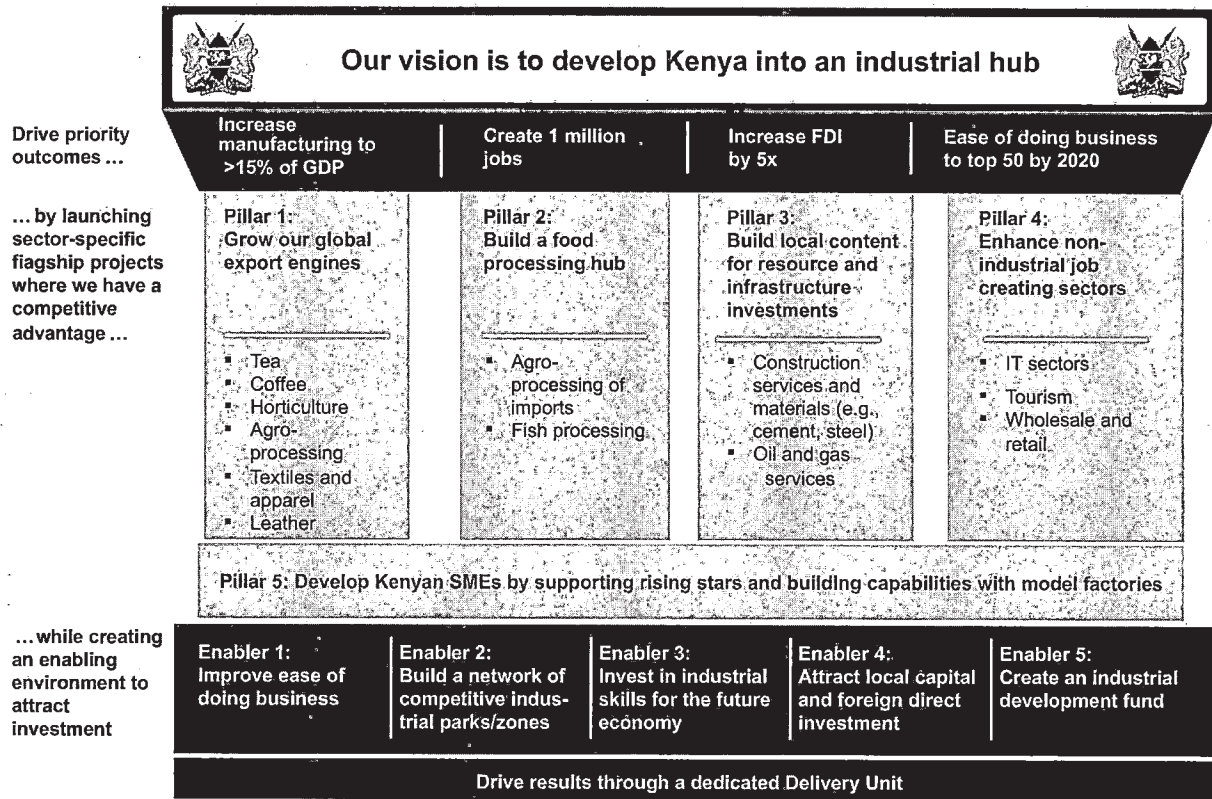 Our vision is to develop Kenya into an industrial hub
Drive priority
outcomes ...
Increase
manufacturing to
>15% of GDP
Create 1 million
jobs
Increase FDI
by 5x
Ease of doing business
to top 50 by 2020
... by launching
sector-specific
flagship projects
where we have a
competitive
advantage ...
Pillar 1:
Grow our global
export engines
▪ Tea
▪ Coffee
▪ Horticulture
▪ Agro-
processing
▪ Textiles and
apparel
▪ Leather
Pillar 2:
Build a food
processing hub
▪ Agro-
processing of
imports
▪ Fish processing
Pillar 3:
Build local content
for resource and
infrastructure
investments
▪ Construction
services and
materials (e.g.,
cement, steel)
▪ Oil and gas
services
Pillar 4:
Enhance non-
industrial job
creating sectors
▪ IT sectors
▪ Tourism
▪ Wholesale and
retail
Pillar 5: Develop Kenyan SMEs by supporting rising stars and building capabilities with model factories
... while creating
an enabling
environment to
attract
investment
Enabler 1:
Improve ease of
doing business
Enabler 2:
Build a network of
competitive indus-
trial parks/zones
Enabler 3:
Invest in industrial
skills for the future
economy
Enabler 4:
Attract local capital
and foreign direct
investment
Enabler 5:
Create an industrial
development fund
Drive results through a dedicated Delivery Unit